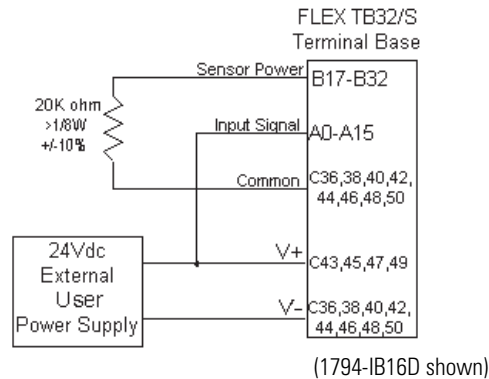 FLEX TB32/S
Terminal Base
Sensor Power
B17-B32
20K ohm
>1/8W
+/-10%
Input Signal
A0-A15
Common
C36,38,40,42,
44,46,48,50
24Vdc
External
User
Power Supply
V+
C43,45,47,49
V-
C36,38,40,42,
44,46,48,50
(1794-IB16D shown)